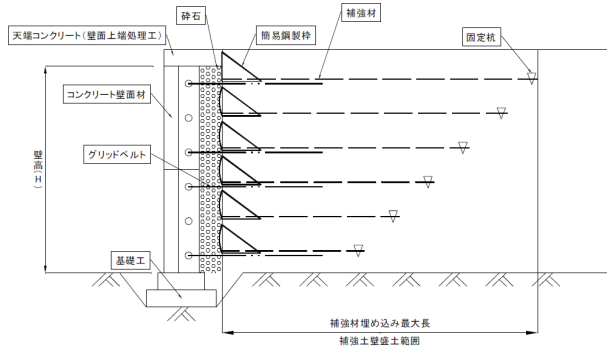 砕石
補強材
天端コンクリート(壁面上端処理工)
簡易鋼製枠
固定杭
コンクリート壁面材
壁高(H)
グリッドベルト
基礎工
補強材埋め込み最大長
補強土壁盛土範囲